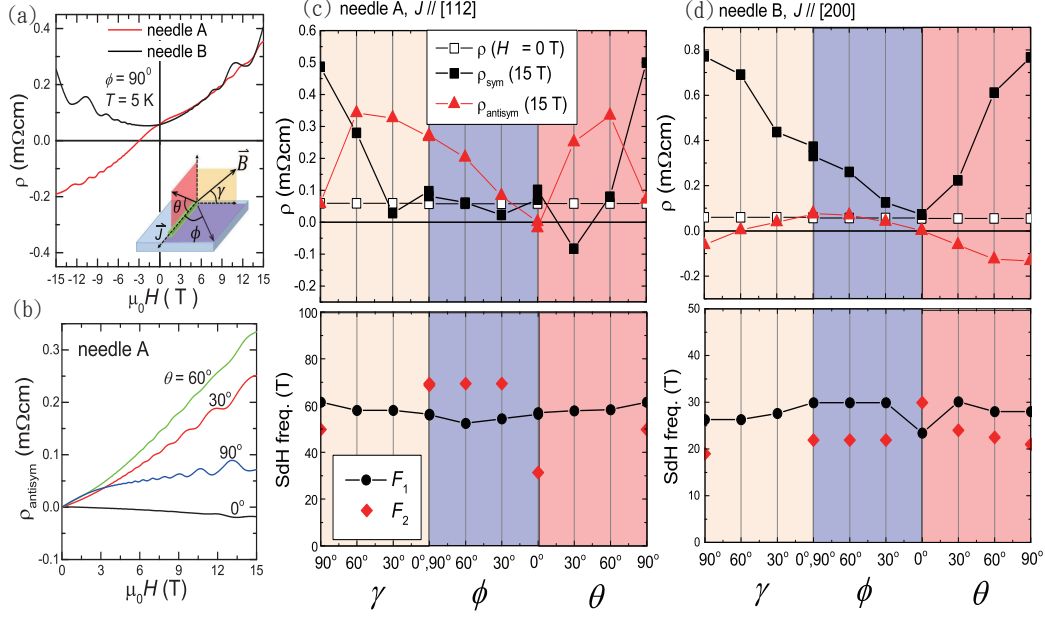 (a)
needle A
needle B
ϕ = 90°
T = 5 K
ρ (mΩcm)
0.4
0.2
0.0
-0.2
-0.4
-15 -12 -9 -6 -3 0 3 6 9 12 15
μ₀H (T)
B
J
θ
ϕ
γ
(b)
needle A
θ = 60°
30°
90°
0°
ρantisym (mΩcm)
0.3
0.2
0.1
0.0
-0.1
0 3 6 9 12 15
μ₀H (T)
(c) needle A, J // [112]
ρ (H = 0 T)
ρsym (15 T)
ρantisym (15 T)
ρ (mΩcm)
0.6
0.5
0.4
0.3
0.2
0.1
0.0
-0.1
-0.2
SdH freq. (T)
100
80
60
40
20
0
F₁
F₂
90° 60° 30° 0°,90° 60° 30° 0° 30° 60° 90°
γ ϕ θ
(d) needle B, J // [200]
ρ (mΩcm)
1.0
0.8
0.6
0.4
0.2
0.0
-0.2
SdH freq. (T)
50
40
30
20
10
0
90° 60° 30° 0°,90° 60° 30° 0° 30° 60° 90°
γ ϕ θ